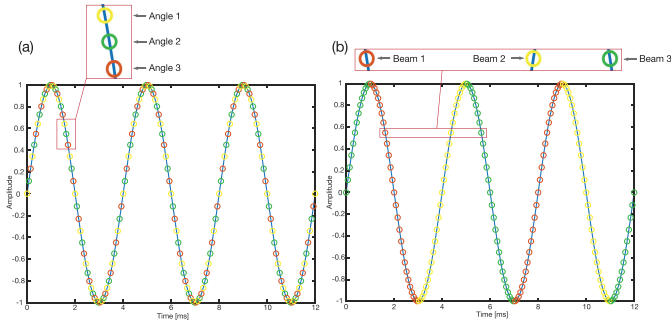 (a)
Angle 1
Angle 2
Angle 3
1
0.8
0.6
0.4
0.2
0
-0.2
-0.4
-0.6
-0.8
-1
Amplitude
0 2 4 6 8 10 12
Time [ms]
(b)
Beam 1 Beam 2 Beam 3
1
0.8
0.6
0.4
0.2
0
-0.2
-0.4
-0.6
-0.8
-1
Amplitude
0 2 4 6 8 10 12
Time [ms]